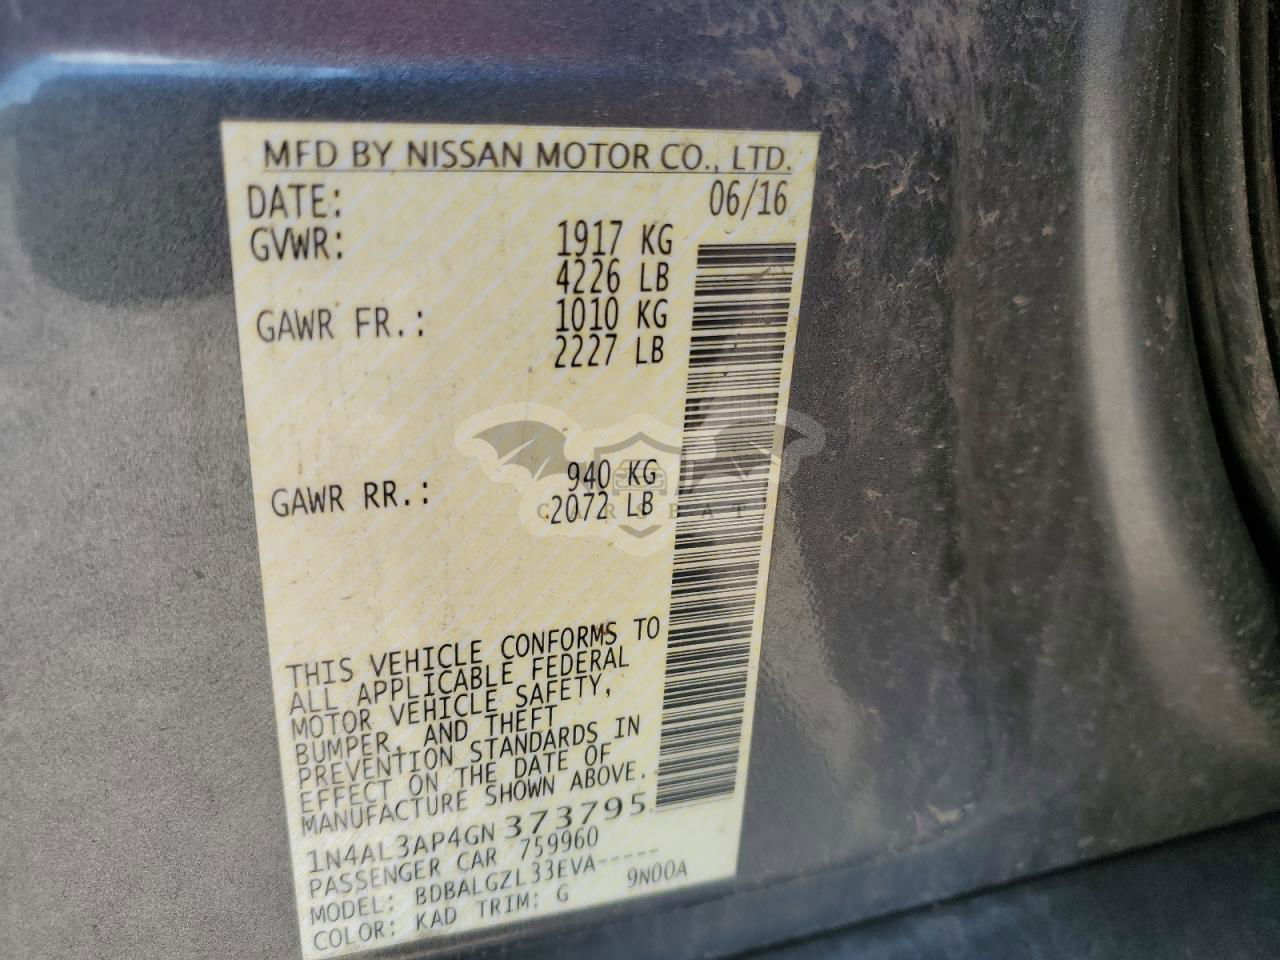 MFD BY NISSAN MOTOR CO., LTD.
DATE: 06/16
GVWR: 1917 KG
4226 LB
GAWR FR.: 1010 KG
2227 LB
GAWR RR.: 940 KG
2072 LB
CARSBAT
THIS VEHICLE CONFORMS TO
ALL APPLICABLE FEDERAL
MOTOR VEHICLE SAFETY,
BUMPER, AND THEFT
PREVENTION STANDARDS IN
EFFECT ON THE DATE OF
MANUFACTURE SHOWN ABOVE.
1N4AL3AP4GN373795
PASSENGER CAR 759960
MODEL: BDBALGZL33EVA-----
COLOR: KAD TRIM: G 9N00A